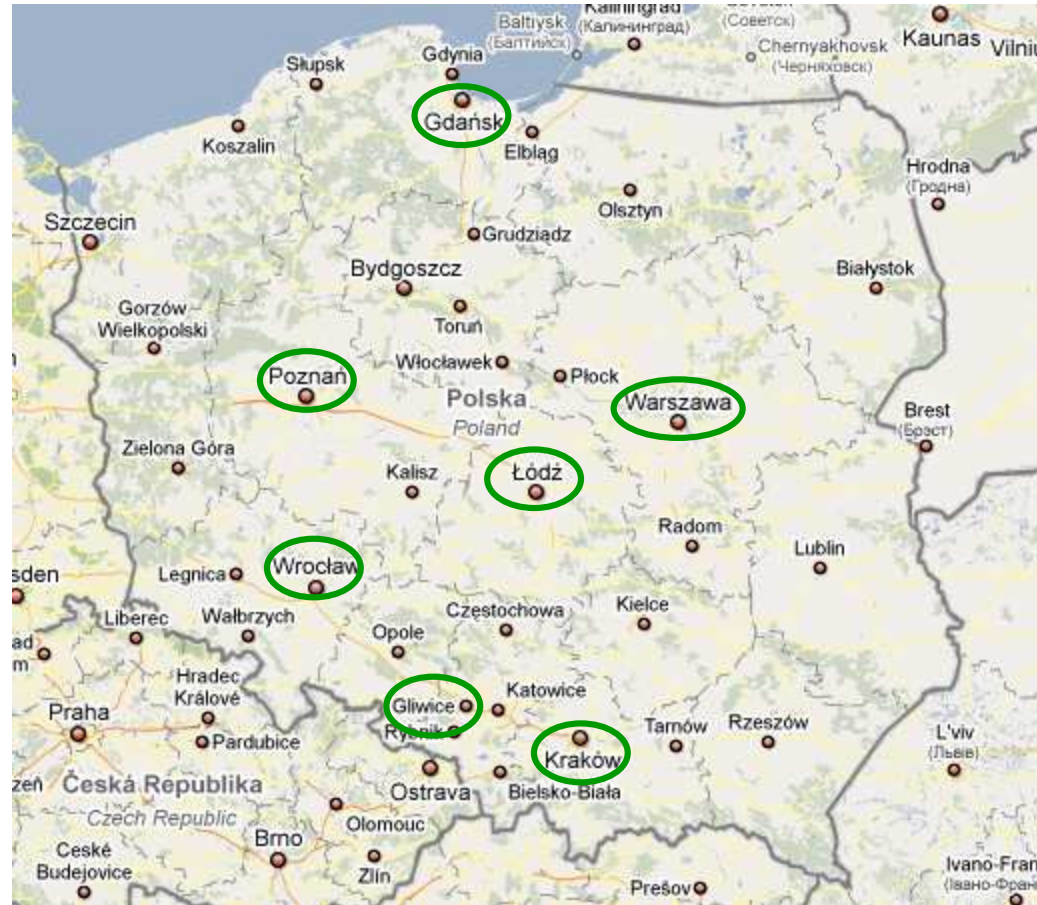 Kaliningrad
(Калининград)
Baltiysk
(Балтийск)
(Советск)
Kaunas
Chernyakhovsk
(Черняховск)
Gdynia
Słupsk
Gdańsk
Koszalin
Elbląg
Hrodna
(Гродна)
Olsztyn
Szczecin
Grudziądz
Bydgoszcz
Białystok
Gorzów
Wielkopolski
Toruń
Włocławek
Płock
Poznań
Polska
Poland
Warszawa
Brest
(Брэст)
Zielona Góra
Kalisz
Łódź
Radom
Lublin
sden
Legnica
Wrocław
Liberec
Wałbrzych
Częstochowa
Kielce
Opole
ad
m
Hradec
Králové
Gliwice
Katowice
Praha
Rybnik
Tarnów
Rzeszów
Pardubice
Kraków
L'viv
(Львів)
zeň
Česká Republika
Czech Republic
Ostrava
Bielsko-Biała
Olomouc
Brno
České
Budejovice
Zlín
Prešov
Ivano-Fran